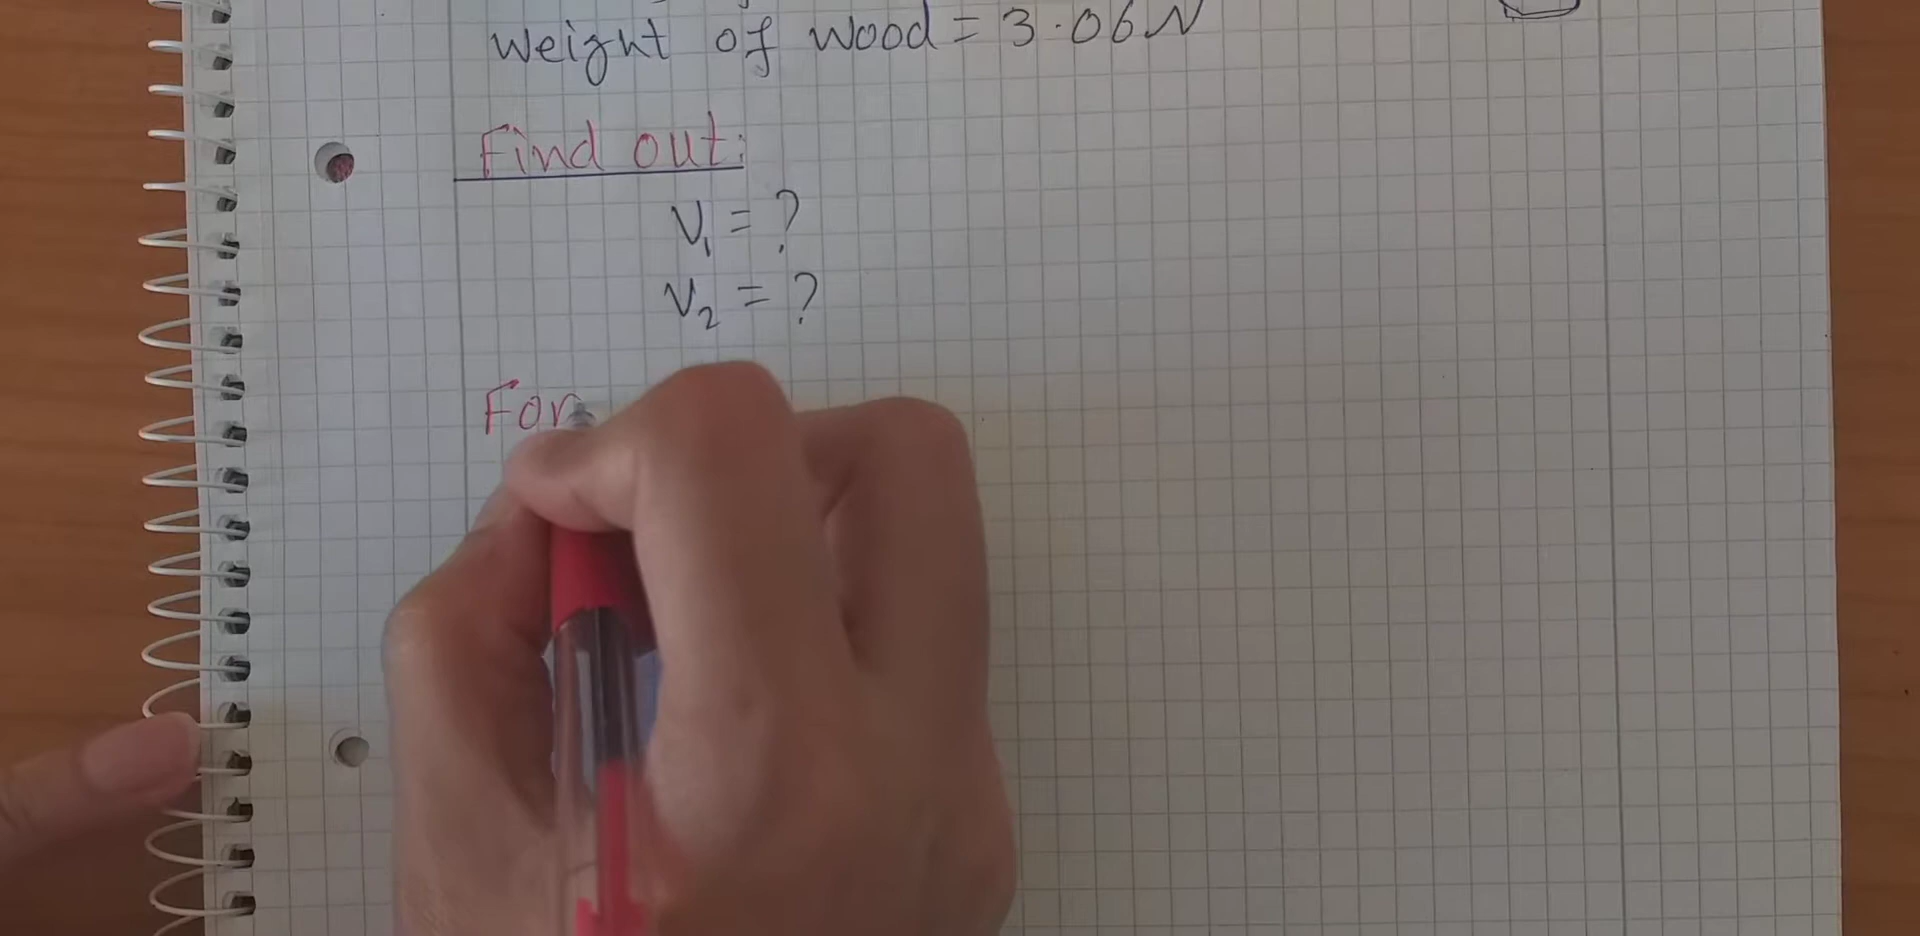 Weight of wood = 3.06N
Find out:
V₁ = ?
V₂ = ?
For